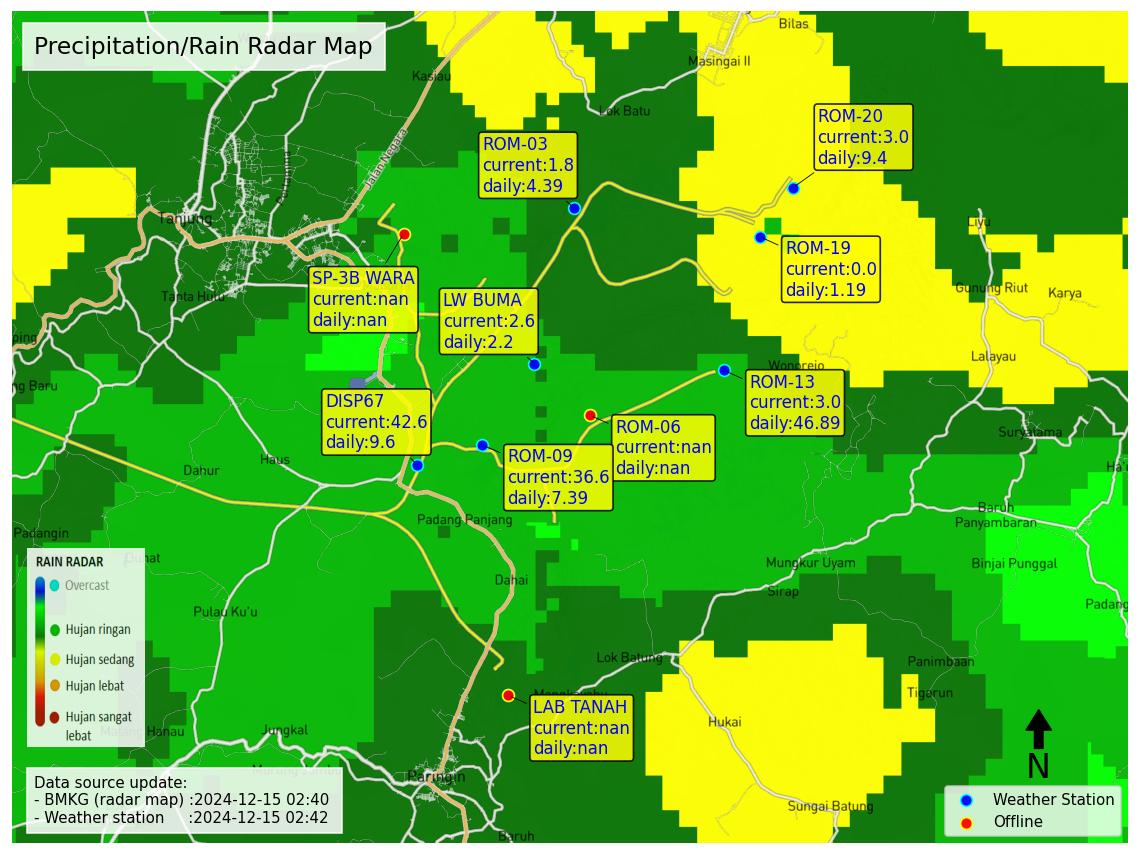 Precipitation/Rain Radar Map
Bilas
Masingai II
Kasiau
Lok Batu
Jalan Negara
ROM-20
current:3.0
daily:9.4
ROM-03
current:1.8
daily:4.39
Tanjung
Liyu
ROM-19
current:0.0
daily:1.19
SP-3B WARA
current:nan
daily:nan
Tanta Hulu
LW BUMA
current:2.6
daily:2.2
Gunung Riut
Karya
ping
Lalayau
Wonorejo
ng Baru
ROM-13
current:3.0
daily:46.89
DISP67
current:42.6
daily:9.6
ROM-06
current:nan
daily:nan
Suryatama
ROM-09
current:36.6
daily:7.39
Haus
Dahur
Ha'u
Padang Panjang
Baruh
Panyambaran
Padangin
Mungkur Uyam
Binjai Punggal
Dahai
Sirap
Padang
Pulau Ku'u
RAIN RADAR
Overcast
Hujan ringan
Hujan sedang
Hujan lebat
Hujan sangat
lebat
Lok Batung
Panimbaan
Tigarun
LAB TANAH
current:nan
daily:nan
Hukai
Jungkal
Hanau
Paringin
Sungai Batung
Baruh
Data source update:
- BMKG (radar map) :2024-12-15 02:40
- Weather station :2024-12-15 02:42
N
Weather Station
Offline